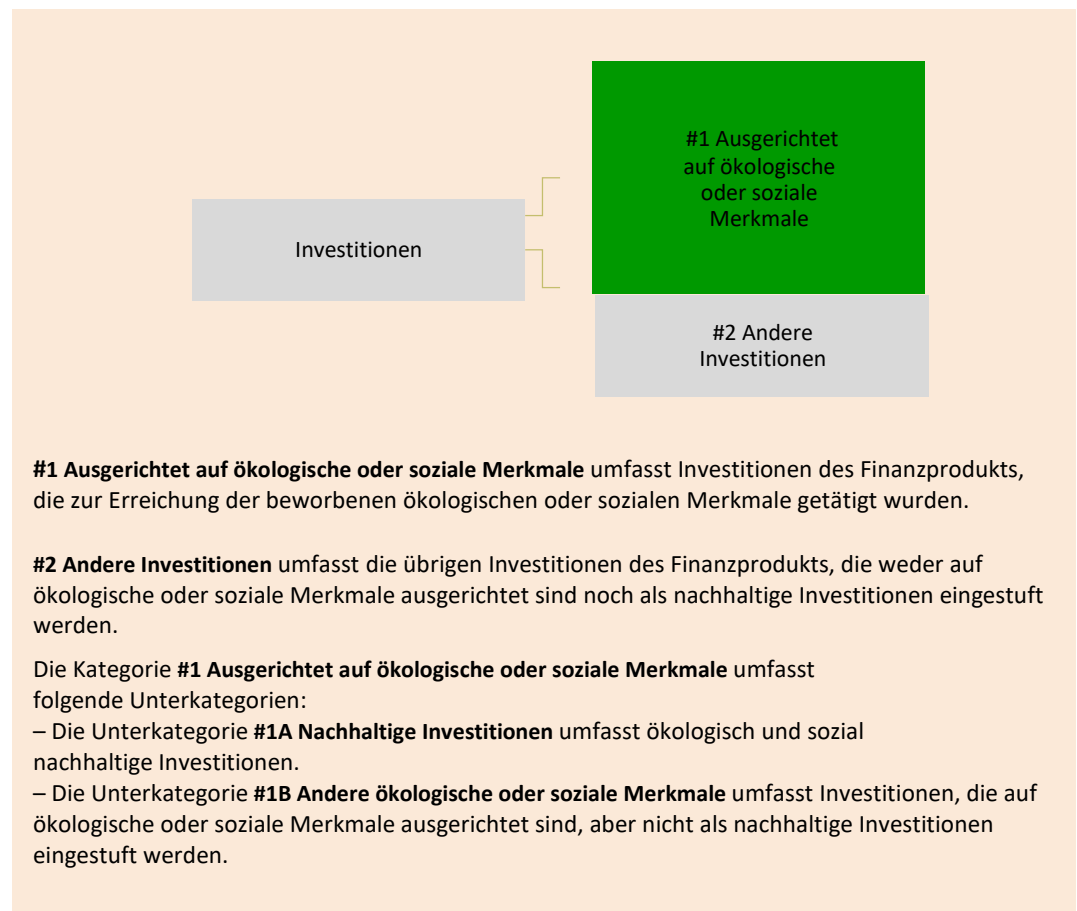 #1 Ausgerichtet
auf ökologische
oder soziale
Merkmale
Investitionen
#2 Andere
Investitionen
#1 Ausgerichtet auf ökologische oder soziale Merkmale umfasst Investitionen des Finanzprodukts,
die zur Erreichung der beworbenen ökologischen oder sozialen Merkmale getätigt wurden.
#2 Andere Investitionen umfasst die übrigen Investitionen des Finanzprodukts, die weder auf
ökologische oder soziale Merkmale ausgerichtet sind noch als nachhaltige Investitionen eingestuft
werden.
Die Kategorie #1 Ausgerichtet auf ökologische oder soziale Merkmale umfasst
folgende Unterkategorien:
– Die Unterkategorie #1A Nachhaltige Investitionen umfasst ökologisch und sozial
nachhaltige Investitionen.
– Die Unterkategorie #1B Andere ökologische oder soziale Merkmale umfasst Investitionen, die auf
ökologische oder soziale Merkmale ausgerichtet sind, aber nicht als nachhaltige Investitionen
eingestuft werden.